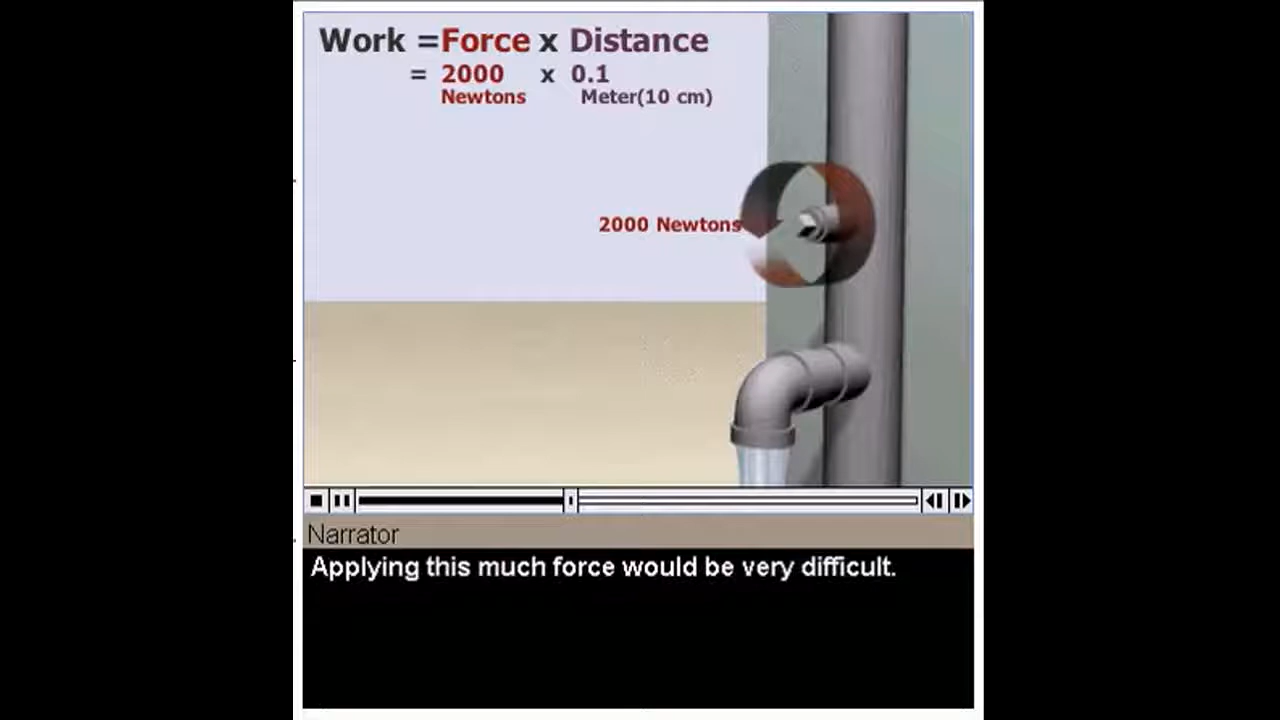 Work =Force x Distance
= 2000 x 0.1
Newtons Meter(10 cm)
2000 Newtons
Narrator
Applying this much force would be very difficult.